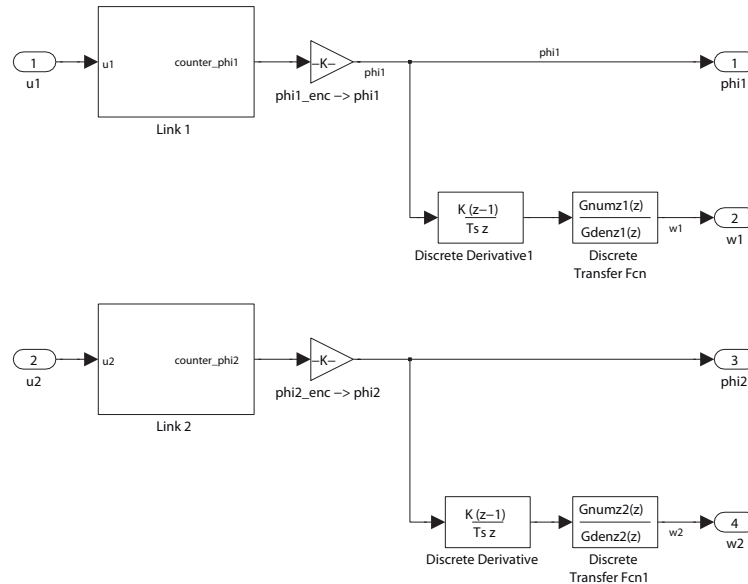 1
u1
u1
counter_phi1
Link 1
−K−
phi1_enc −> phi1
phi1
phi1
1
phi1
K (z−1)
Ts z
Discrete Derivative1
Gnumz1(z)
Gdenz1(z)
Discrete
Transfer Fcn
w1
2
w1
2
u2
u2
counter_phi2
Link 2
−K−
phi2_enc −> phi2
3
phi2
K (z−1)
Ts z
Discrete Derivative
Gnumz2(z)
Gdenz2(z)
Discrete
Transfer Fcn1
w2
4
w2